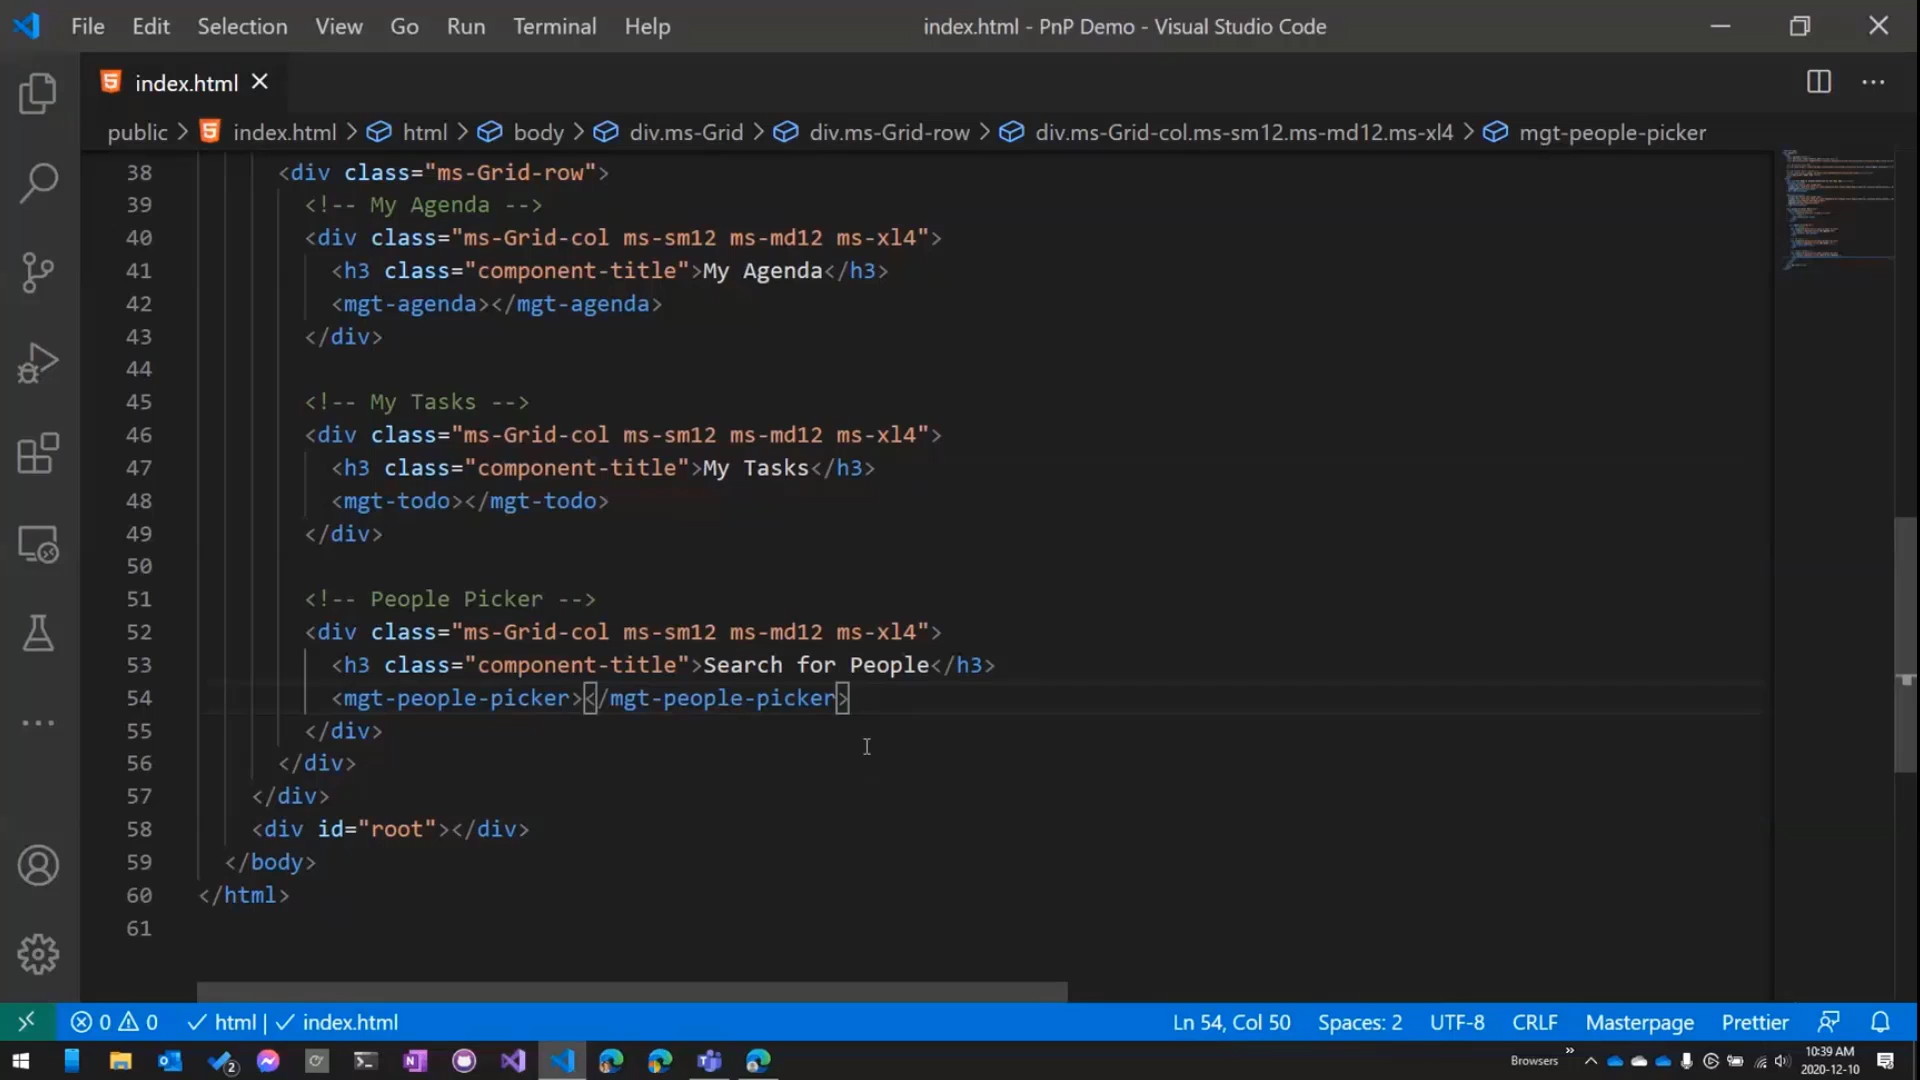 File Edit Selection View Go Run Terminal Help index.html - PnP Demo - Visual Studio Code
index.html
public > index.html > html > body > div.ms-Grid > div.ms-Grid-row > div.ms-Grid-col.ms-sm12.ms-md12.ms-xl4 > mgt-people-picker
38 <div class="ms-Grid-row">
39 <!-- My Agenda -->
40 <div class="ms-Grid-col ms-sm12 ms-md12 ms-xl4">
41 <h3 class="component-title">My Agenda</h3>
42 <mgt-agenda></mgt-agenda>
43 </div>
44
45 <!-- My Tasks -->
46 <div class="ms-Grid-col ms-sm12 ms-md12 ms-xl4">
47 <h3 class="component-title">My Tasks</h3>
48 <mgt-todo></mgt-todo>
49 </div>
50
51 <!-- People Picker -->
52 <div class="ms-Grid-col ms-sm12 ms-md12 ms-xl4">
53 <h3 class="component-title">Search for People</h3>
54 <mgt-people-picker></mgt-people-picker>
55 </div>
56 </div>
57 </div>
58 <div id="root"></div>
59 </body>
60 </html>
61
0 0 html | index.html Ln 54, Col 50 Spaces: 2 UTF-8 CRLF Masterpage Prettier
2 Browsers 10:39 AM
2020-12-10